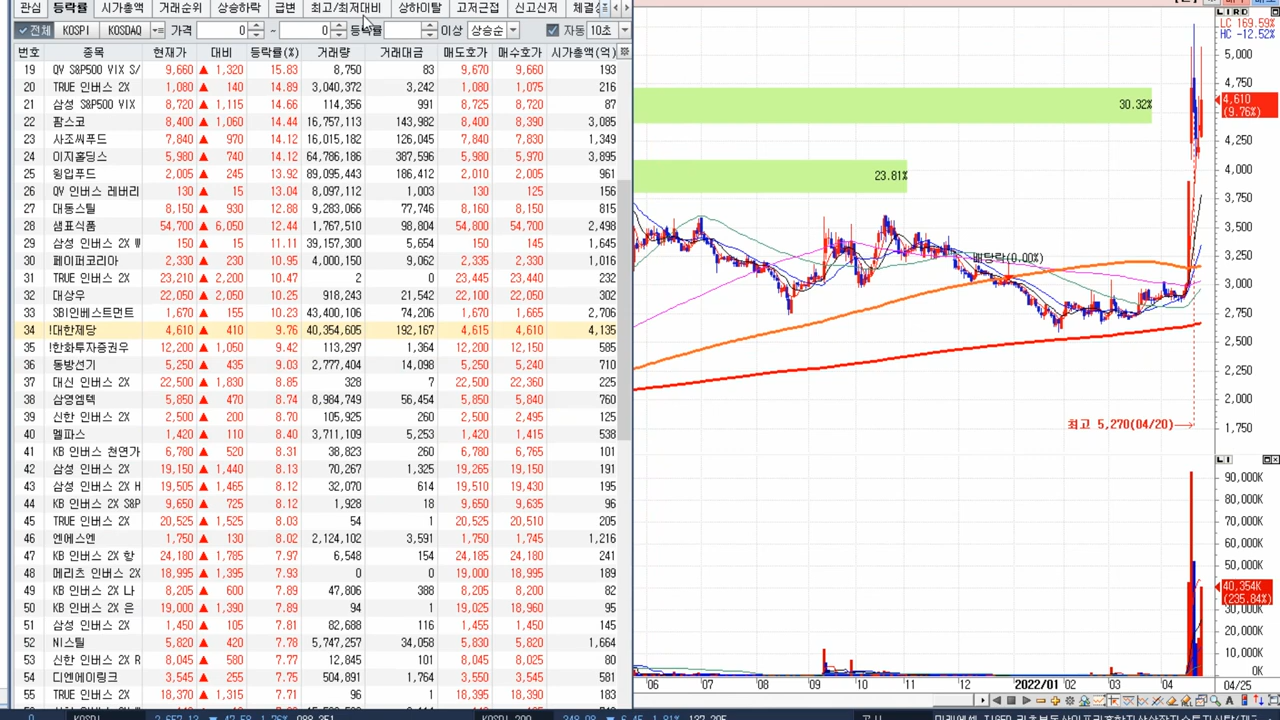 관심 등락률 시가총액 거래순위 상승하락 급변 최고/최저대비 상하이탈 고저근접 신고신저
전체 KOSPI KOSDAQ 가격 0 ~ 0 등락률 이상 상승순 자동 10초
번호 종목 현재가 대비 등락률(%) 거래량 거래대금 매도호가 매수호가 시가총액(억)
19 QV S&P500 VIX S/ 9,660 ▲ 1,320 15.83 8,750 83 9,670 9,660 193
20 TRUE 인버스 2X 1,080 ▲ 140 14.89 3,040,372 3,242 1,080 1,075 216
21 삼성 S&P500 VIX 8,720 ▲ 1,115 14.66 114,356 991 8,725 8,720 87
22 팜스코 8,400 ▲ 1,060 14.44 16,757,113 143,982 8,400 8,390 3,085
23 사조씨푸드 7,840 ▲ 970 14.12 16,015,182 126,045 7,840 7,830 1,349
24 이지홀딩스 5,980 ▲ 740 14.12 64,786,186 387,596 5,980 5,970 3,895
25 윙입푸드 2,005 ▲ 245 13.92 89,095,443 186,412 2,010 2,005 961
26 QV 인버스 레버리 130 ▲ 15 13.04 8,097,112 1,003 130 125 156
27 대동스틸 8,150 ▲ 930 12.88 9,283,066 77,746 8,160 8,150 815
28 샘표식품 54,700 ▲ 6,050 12.44 1,767,510 98,804 54,800 54,700 2,498
29 삼성 인버스 2X W 150 ▲ 15 11.11 39,157,300 5,654 150 145 1,645
30 페이퍼코리아 2,330 ▲ 230 10.95 4,000,150 9,062 2,335 2,330 1,016
31 TRUE 인버스 2X 23,210 ▲ 2,200 10.47 2 0 23,445 23,440 232
32 대상우 22,050 ▲ 2,050 10.25 918,243 21,542 22,100 22,050 302
33 SBI인베스트먼트 1,670 ▲ 155 10.23 43,400,106 74,206 1,670 1,665 2,706
34 !대한제당 4,610 ▲ 410 9.76 40,354,605 192,167 4,615 4,610 4,135
35 !한화투자증권우 12,200 ▲ 1,050 9.42 113,297 1,364 12,200 12,150 585
36 동방선기 5,250 ▲ 435 9.03 2,777,404 14,098 5,250 5,240 710
37 대신 인버스 2X 22,500 ▲ 1,830 8.85 328 7 22,500 22,360 225
38 삼영엠텍 5,850 ▲ 470 8.74 8,984,749 56,454 5,850 5,840 760
39 신한 인버스 2X 2,500 ▲ 200 8.70 105,925 260 2,500 2,495 125
40 멜파스 1,420 ▲ 110 8.40 3,711,109 5,253 1,420 1,415 538
41 KB 인버스 천연가 6,780 ▲ 520 8.31 38,823 260 6,780 6,765 101
42 삼성 인버스 2X 19,150 ▲ 1,440 8.13 70,267 1,325 19,265 19,150 191
43 삼성 인버스 2X H 19,505 ▲ 1,465 8.12 32,070 614 19,510 19,430 195
44 KB 인버스 2X S&P 9,650 ▲ 725 8.12 1,928 18 9,650 9,635 96
45 TRUE 인버스 2X 20,525 ▲ 1,525 8.03 54 1 20,525 20,510 205
46 엔에스엔 1,750 ▲ 130 8.02 2,124,102 3,591 1,750 1,745 1,216
47 KB 인버스 2X 항 24,180 ▲ 1,785 7.97 6,548 154 24,185 24,180 241
48 메리츠 인버스 2X 18,995 ▲ 1,395 7.93 0 0 19,000 18,995 189
49 KB 인버스 2X 나 8,205 ▲ 600 7.89 47,806 388 8,205 8,200 82
50 KB 인버스 2X 은 19,000 ▲ 1,390 7.89 94 1 19,025 18,960 95
51 삼성 인버스 2X 1,455 ▲ 105 7.81 82,688 116 1,455 1,450 145
52 NI스틸 5,820 ▲ 420 7.78 5,747,257 34,058 5,830 5,820 1,664
53 신한 인버스 2X R 8,045 ▲ 580 7.77 12,845 101 8,045 8,025 80
54 디엔에이링크 3,545 ▲ 255 7.75 504,891 1,764 3,550 3,545 600
55 TRUE 인버스 2X 18,370 ▲ 1,315 7.71 96 1 18,395 18,390 183
L I R D
LC 169.59%
HC -12.52%
5,000
4,750
4,610
(9.76%)
4,250
4,000
3,750
3,500
3,250
3,000
2,750
2,500
2,250
2,000
1,750
30.32%
23.81%
배당락(0.00%)
최고 5,270(04/20)
L I
90,000K
80,000K
70,000K
60,000K
50,000K
40,354K
(235.84%)
30,000K
20,000K
10,000K
0K
06 07 08 09 10 11 12 2022/01 02 03 04 04/25